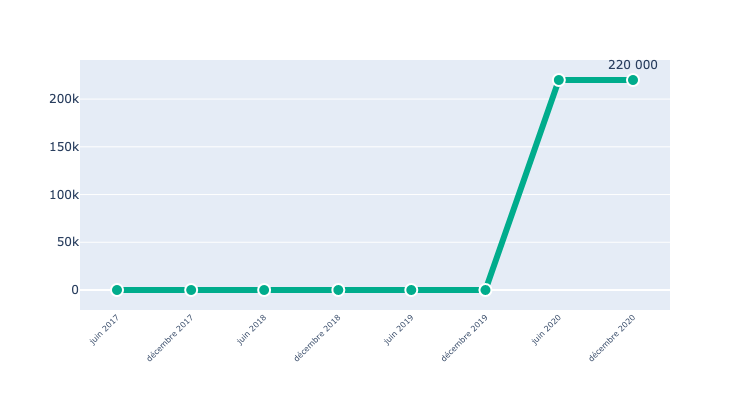 220 000
200k
150k
100k
50k
0
juin 2017
décembre 2017
juin 2018
décembre 2018
juin 2019
décembre 2019
juin 2020
décembre 2020